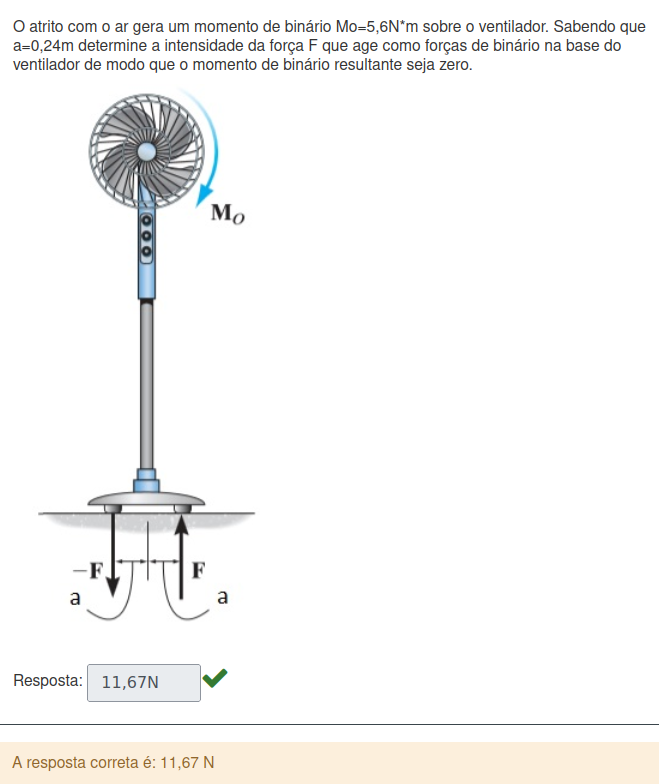 O atrito com o ar gera um momento de binário Mo=5,6N*m sobre o ventilador. Sabendo que
a=0,24m determine a intensidade da força F que age como forças de binário na base do
ventilador de modo que o momento de binário resultante seja zero.
M_O
−F F
a a
Resposta: 11,67N
A resposta correta é: 11,67 N